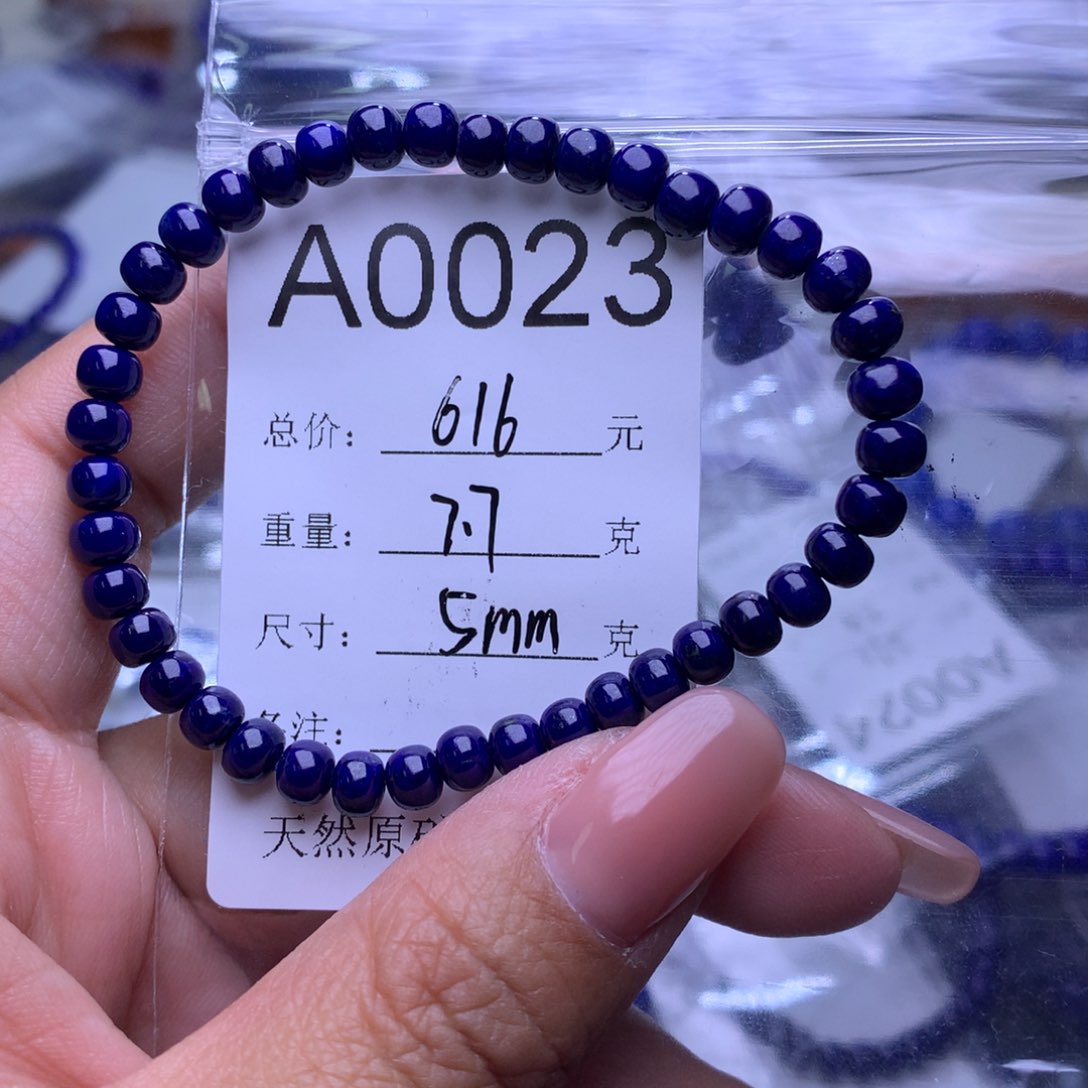 A0023
总价： 616 元
重量： 7.7 克
尺寸： 5mm 克
备注：
天然原矿
A0024